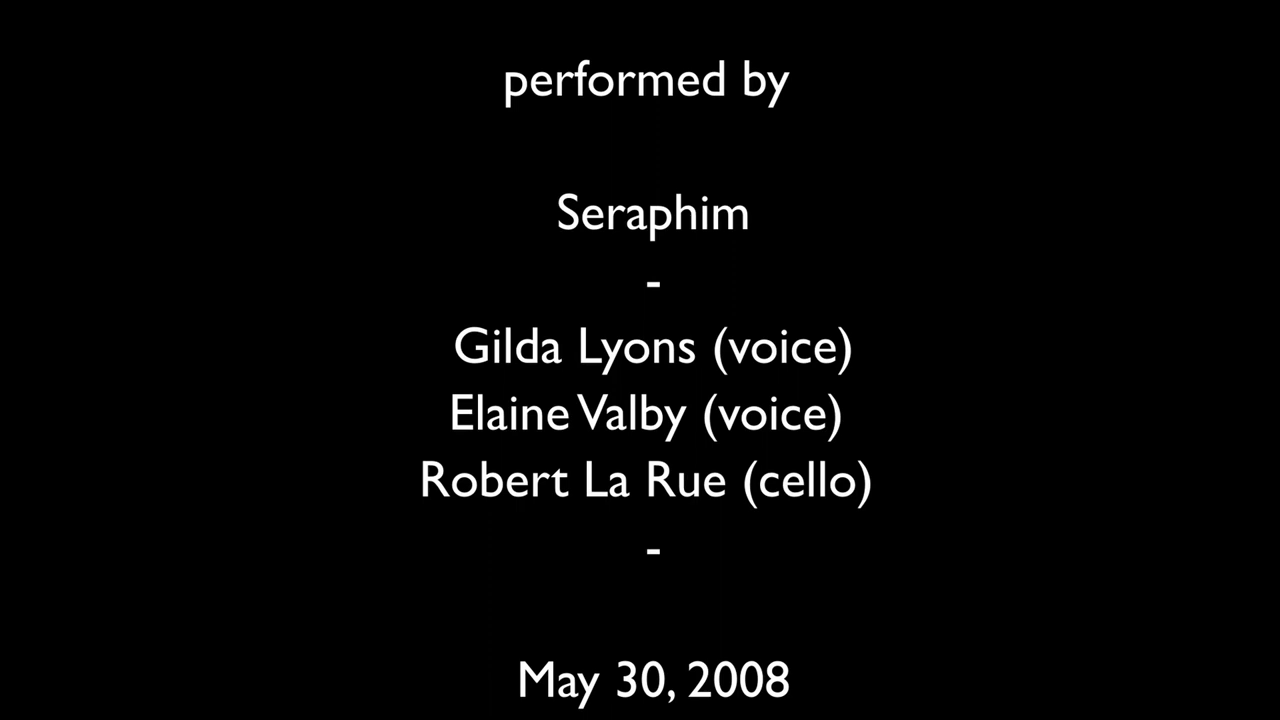 performed by
Seraphim
-
Gilda Lyons (voice)
Elaine Valby (voice)
Robert La Rue (cello)
-
May 30, 2008